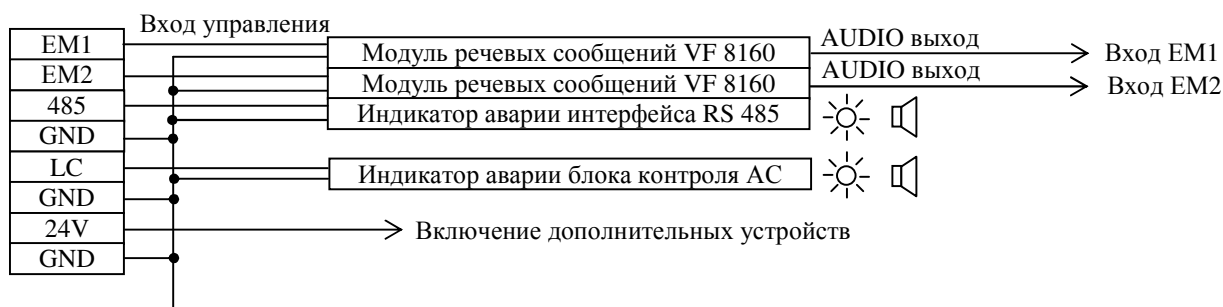 Вход управления
EM1
EM2
485
GND
LC
GND
24V
GND
Модуль речевых сообщений VF 8160
Модуль речевых сообщений VF 8160
Индикатор аварии интерфейса RS 485
Индикатор аварии блока контроля АС
Включение дополнительных устройств
AUDIO выход
Вход EM1
AUDIO выход
Вход EM2